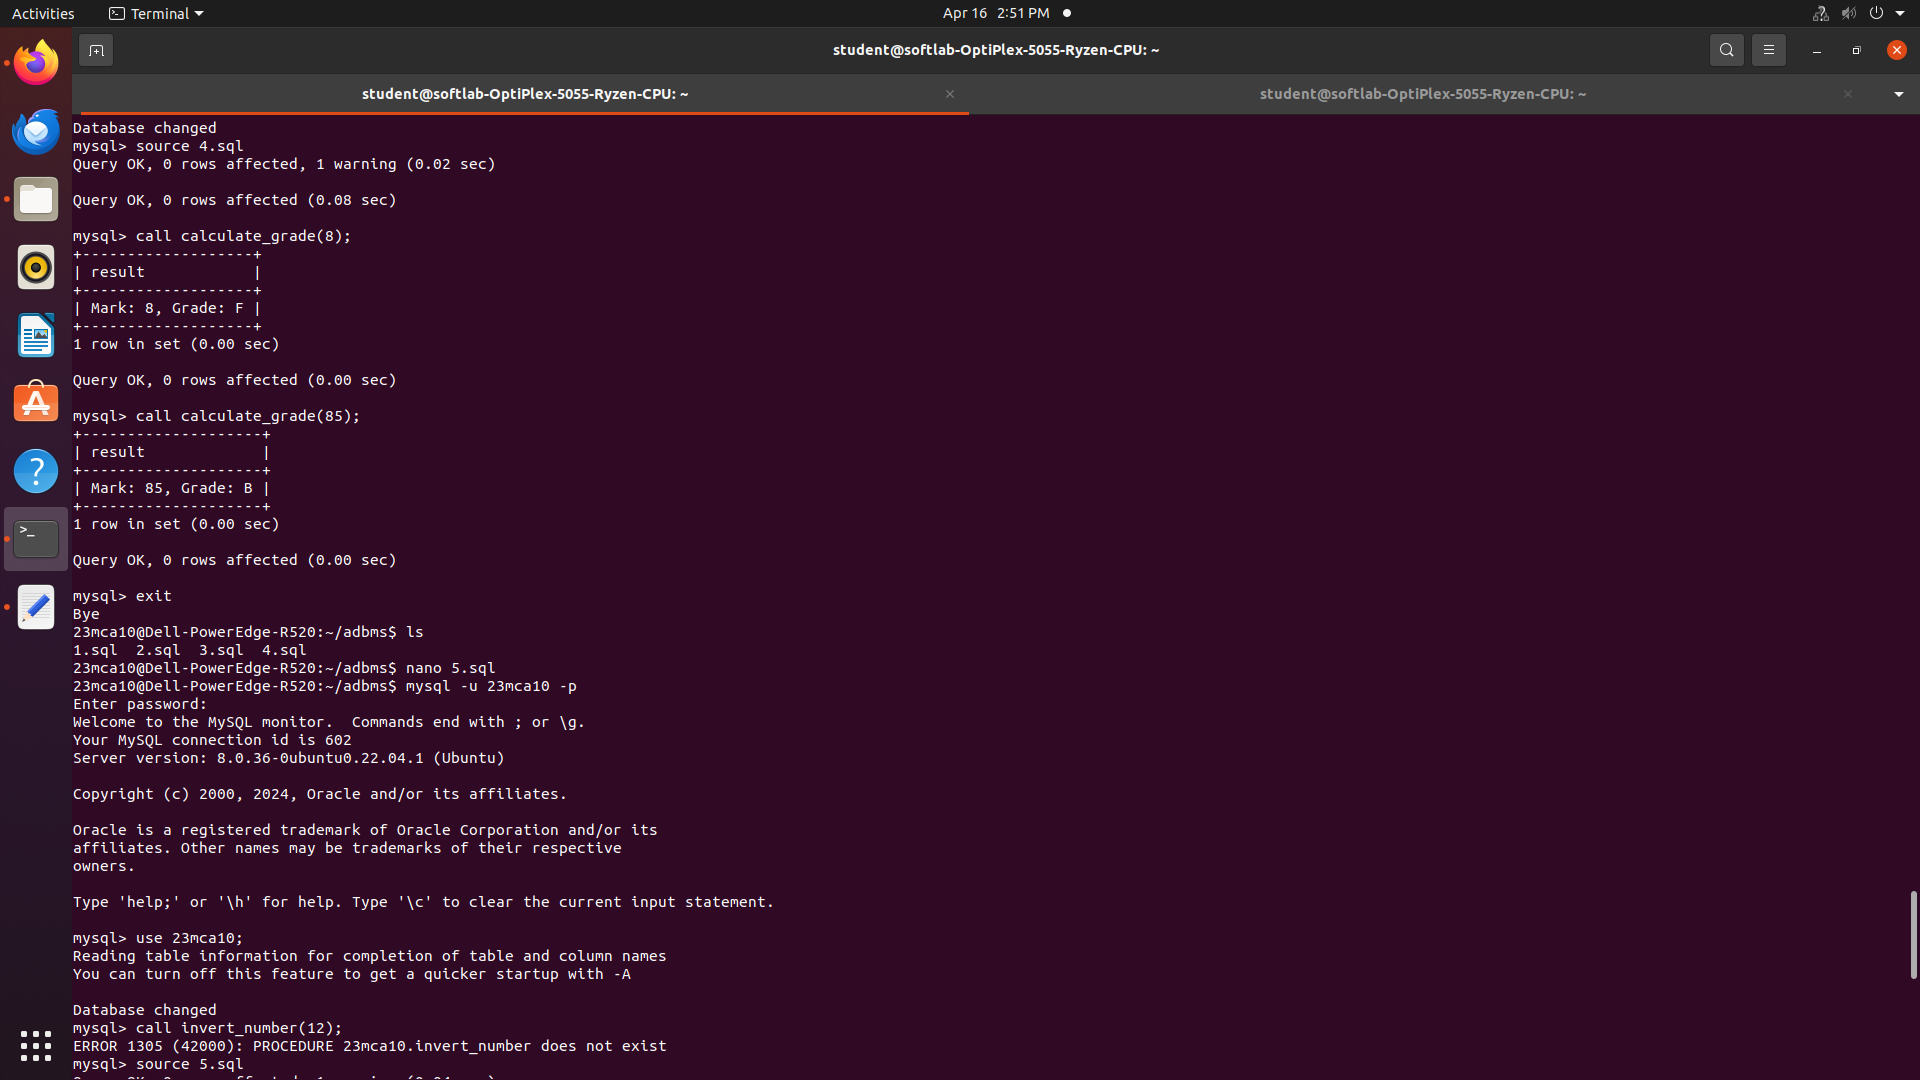 Activities
Terminal
Apr 16 2:51 PM
student@softlab-OptiPlex-5055-Ryzen-CPU: ~
student@softlab-OptiPlex-5055-Ryzen-CPU: ~
student@softlab-OptiPlex-5055-Ryzen-CPU: ~
Database changed
mysql> source 4.sql
Query OK, 0 rows affected, 1 warning (0.02 sec)
Query OK, 0 rows affected (0.08 sec)
mysql> call calculate_grade(8);
+-------------------+
| result            |
+-------------------+
| Mark: 8, Grade: F |
+-------------------+
1 row in set (0.00 sec)
Query OK, 0 rows affected (0.00 sec)
mysql> call calculate_grade(85);
+--------------------+
| result             |
+--------------------+
| Mark: 85, Grade: B |
+--------------------+
1 row in set (0.00 sec)
Query OK, 0 rows affected (0.00 sec)
mysql> exit
Bye
23mca10@Dell-PowerEdge-R520:~/adbms$ ls
1.sql  2.sql  3.sql  4.sql
23mca10@Dell-PowerEdge-R520:~/adbms$ nano 5.sql
23mca10@Dell-PowerEdge-R520:~/adbms$ mysql -u 23mca10 -p
Enter password:
Welcome to the MySQL monitor.  Commands end with ; or \g.
Your MySQL connection id is 602
Server version: 8.0.36-0ubuntu0.22.04.1 (Ubuntu)
Copyright (c) 2000, 2024, Oracle and/or its affiliates.
Oracle is a registered trademark of Oracle Corporation and/or its
affiliates. Other names may be trademarks of their respective
owners.
Type 'help;' or '\h' for help. Type '\c' to clear the current input statement.
mysql> use 23mca10;
Reading table information for completion of table and column names
You can turn off this feature to get a quicker startup with -A
Database changed
mysql> call invert_number(12);
ERROR 1305 (42000): PROCEDURE 23mca10.invert_number does not exist
mysql> source 5.sql